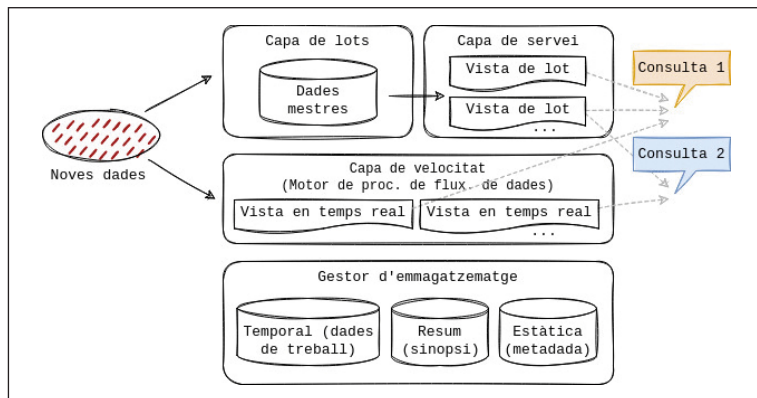 Capa de lots
Dades
mestres
Capa de servei
Vista de lot
Vista de lot
...
Consulta 1
Consulta 2
Noves dades
Capa de velocitat
(Motor de proc. de flux. de dades)
Vista en temps real
Vista en temps real
...
Gestor d'emmagatzematge
Temporal (dades
de treball)
Resum
(sinopsi)
Estàtica
(metadada)